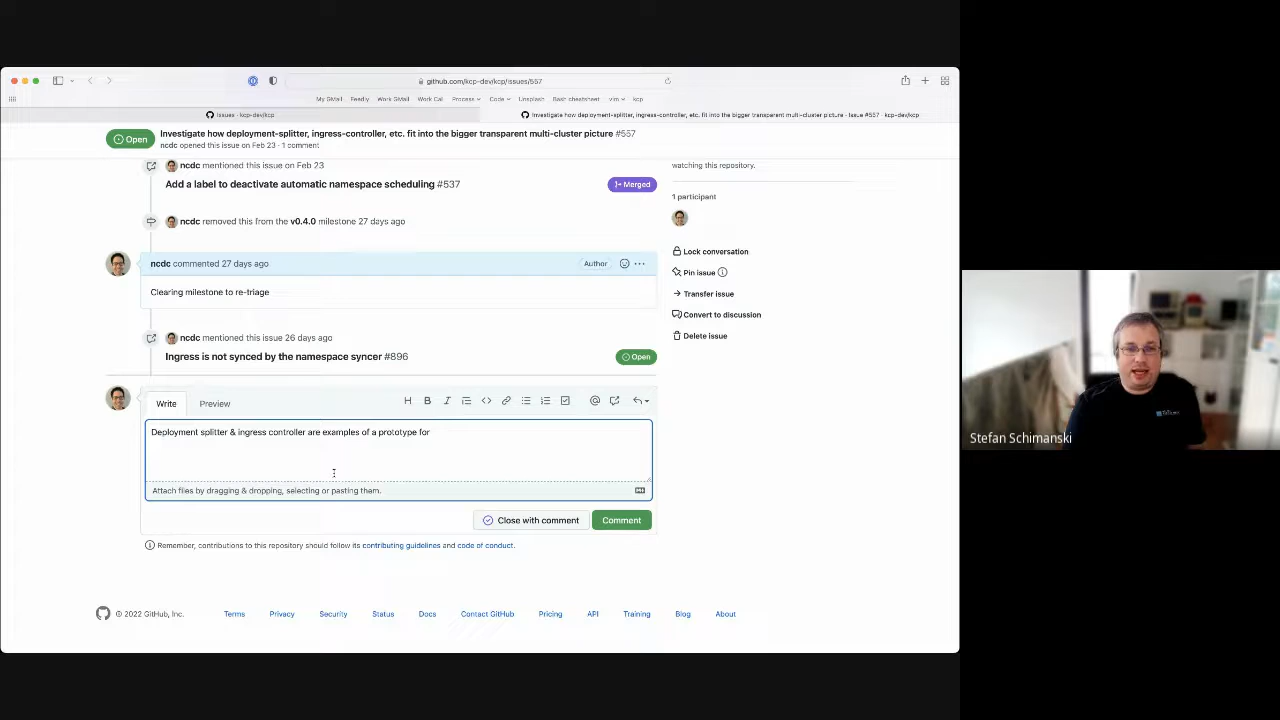 github.com/kcp-dev/kcp/issues/557
My GMail Feedly Work GMail Work Cal Process Code Unsplash Bash cheatsheet vim kcp
Issues · kcp-dev/kcp
Investigate how deployment-splitter, ingress-controller, etc. fit into the bigger transparent multi-cluster picture · Issue #557 · kcp-dev/kcp
Open
Investigate how deployment-splitter, ingress-controller, etc. fit into the bigger transparent multi-cluster picture #557
ncdc opened this issue on Feb 23 · 1 comment
ncdc mentioned this issue on Feb 23
Add a label to deactivate automatic namespace scheduling #537
Merged
ncdc removed this from the v0.4.0 milestone 27 days ago
ncdc commented 27 days ago
Author
Clearing milestone to re-triage
ncdc mentioned this issue 26 days ago
Ingress is not synced by the namespace syncer #896
Open
Write
Preview
Deployment splitter & ingress controller are examples of a prototype for
Attach files by dragging & dropping, selecting or pasting them.
Close with comment
Comment
Remember, contributions to this repository should follow its contributing guidelines and code of conduct.
watching this repository.
1 participant
Lock conversation
Pin issue
Transfer issue
Convert to discussion
Delete issue
© 2022 GitHub, Inc.
Terms
Privacy
Security
Status
Docs
Contact GitHub
Pricing
API
Training
Blog
About
Stefan Schimanski